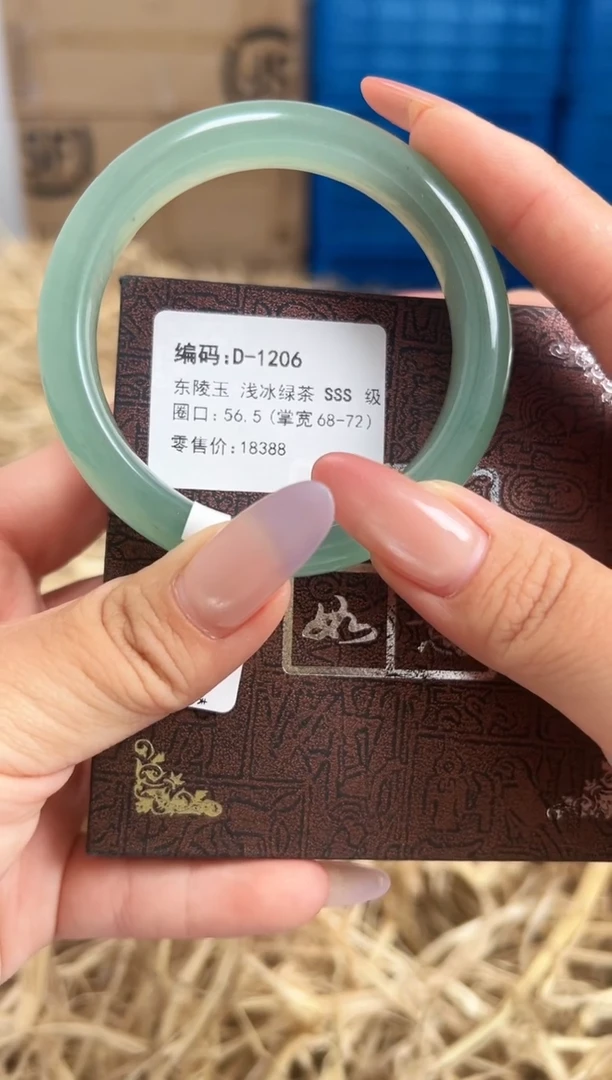 编码:D-1206
东陵玉 浅冰绿茶 SSS 级
圈口: 56.5 (掌宽68-72)
零售价:18388
如